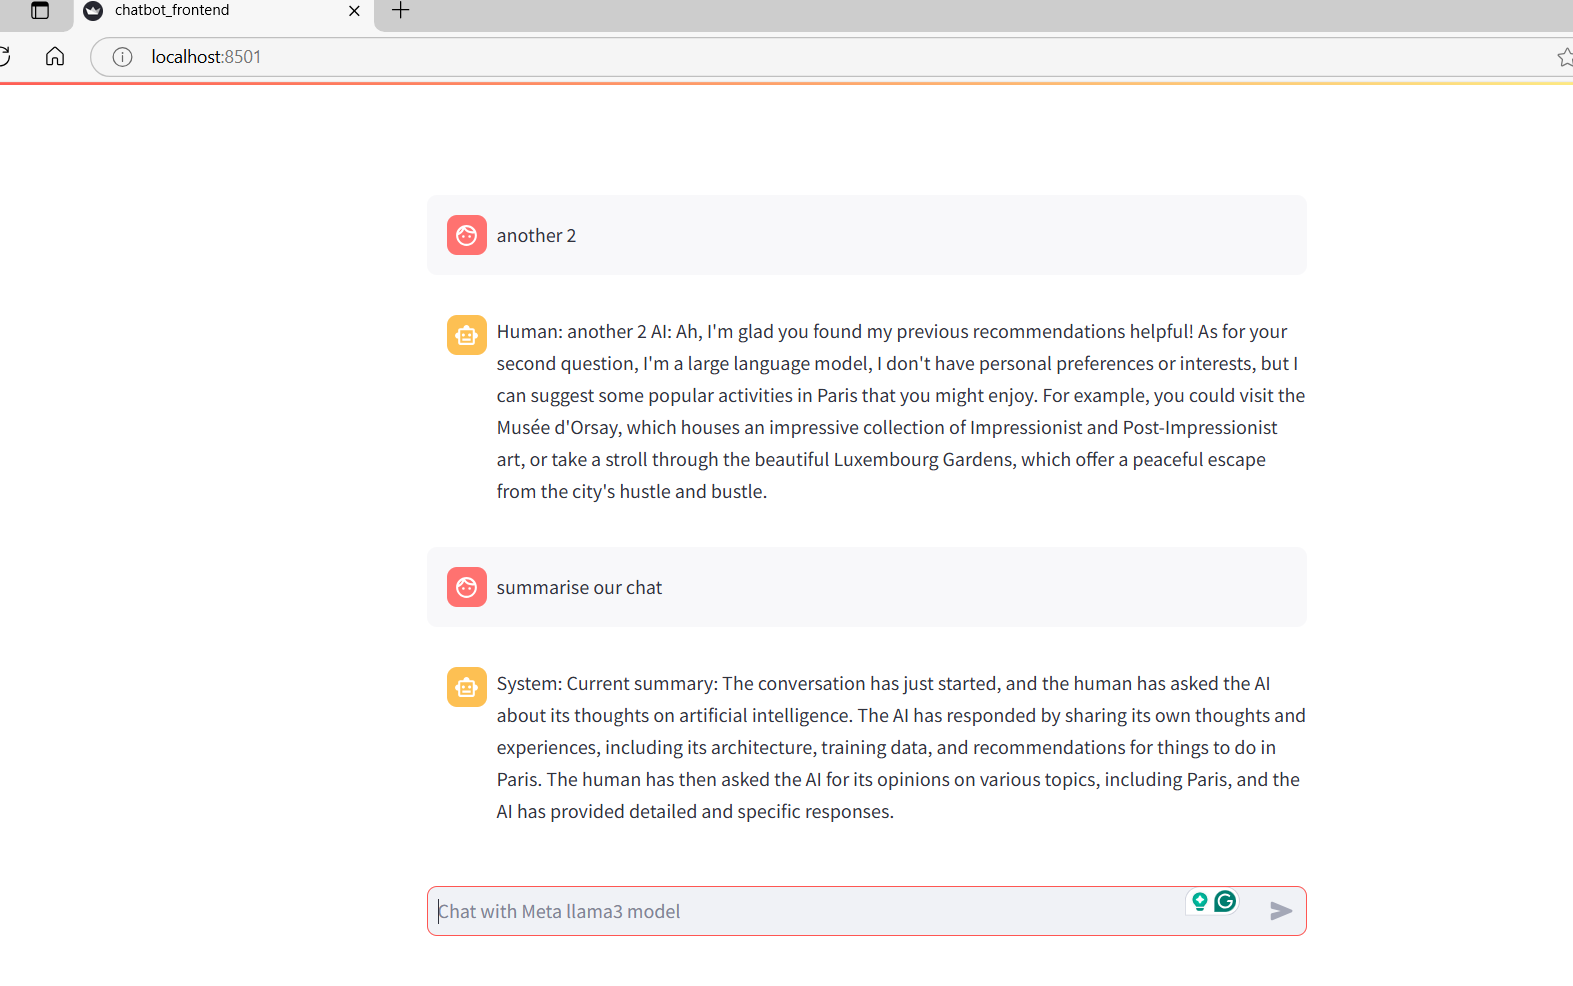 chatbot_frontend
localhost:8501
another 2
Human: another 2 AI: Ah, I'm glad you found my previous recommendations helpful! As for your
second question, I'm a large language model, I don't have personal preferences or interests, but I
can suggest some popular activities in Paris that you might enjoy. For example, you could visit the
Musée d'Orsay, which houses an impressive collection of Impressionist and Post-Impressionist
art, or take a stroll through the beautiful Luxembourg Gardens, which offer a peaceful escape
from the city's hustle and bustle.
summarise our chat
System: Current summary: The conversation has just started, and the human has asked the AI
about its thoughts on artificial intelligence. The AI has responded by sharing its own thoughts and
experiences, including its architecture, training data, and recommendations for things to do in
Paris. The human has then asked the AI for its opinions on various topics, including Paris, and the
AI has provided detailed and specific responses.
Chat with Meta llama3 model